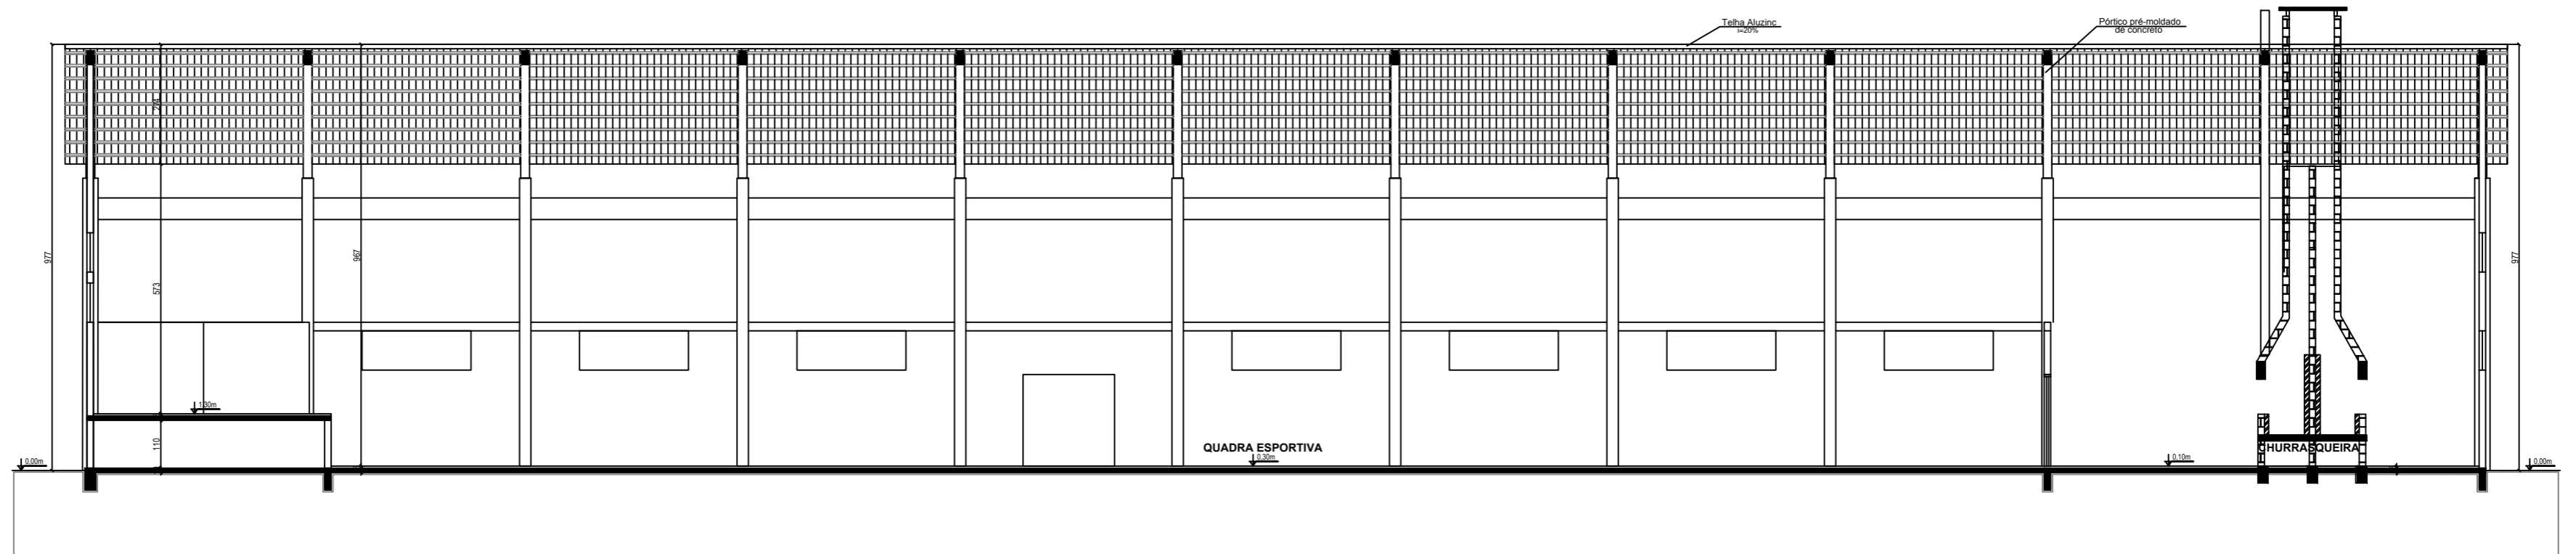 Telha Aluzinc
i=20%
Pórtico pré-moldado
de concreto
274
977
967
573
977
1,30m
110
QUADRA ESPORTIVA
0,30m
CHURRASQUEIRA
0,00m
0,10m
0,00m